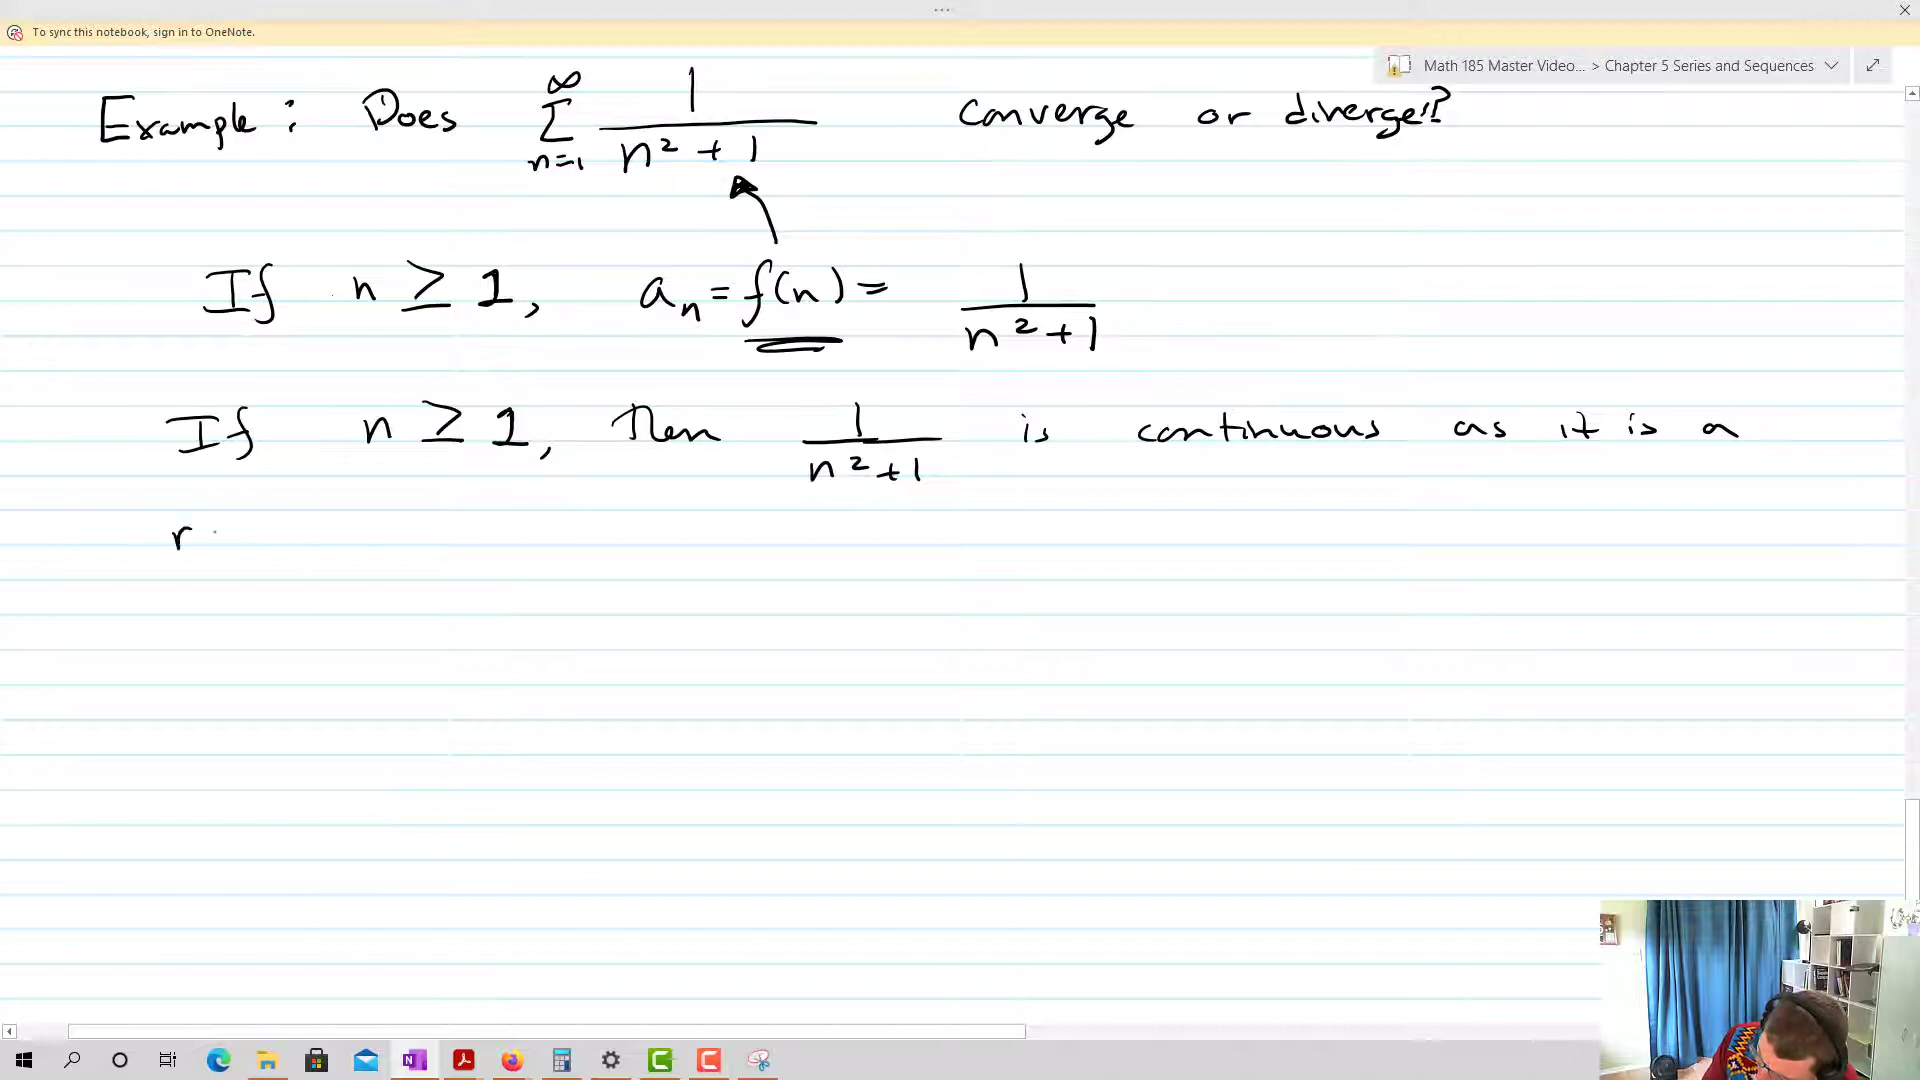 To sync this notebook, sign in to OneNote.
Math 185 Master Video... > Chapter 5 Series and Sequences
Example: Does ∑_{n=1}^{∞} 1/(n² + 1) converge or diverge?
If n ≥ 1, aₙ = f(n) = 1/(n² + 1)
If n ≥ 1, then 1/(n² + 1) is continuous as it is a
r